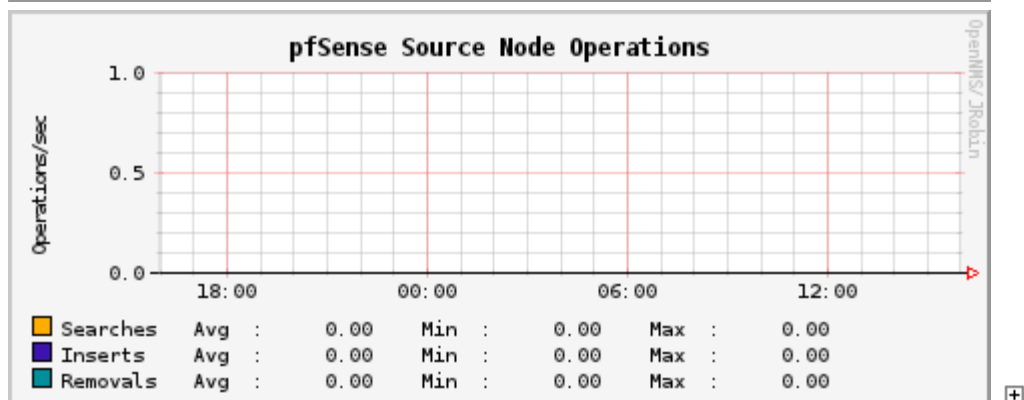 pfSense Source Node Operations
OpenNMS/JRobin
Operations/sec
1.0
0.5
0.0
18:00 00:00 06:00 12:00
Searches Avg : 0.00 Min : 0.00 Max : 0.00
Inserts Avg : 0.00 Min : 0.00 Max : 0.00
Removals Avg : 0.00 Min : 0.00 Max : 0.00